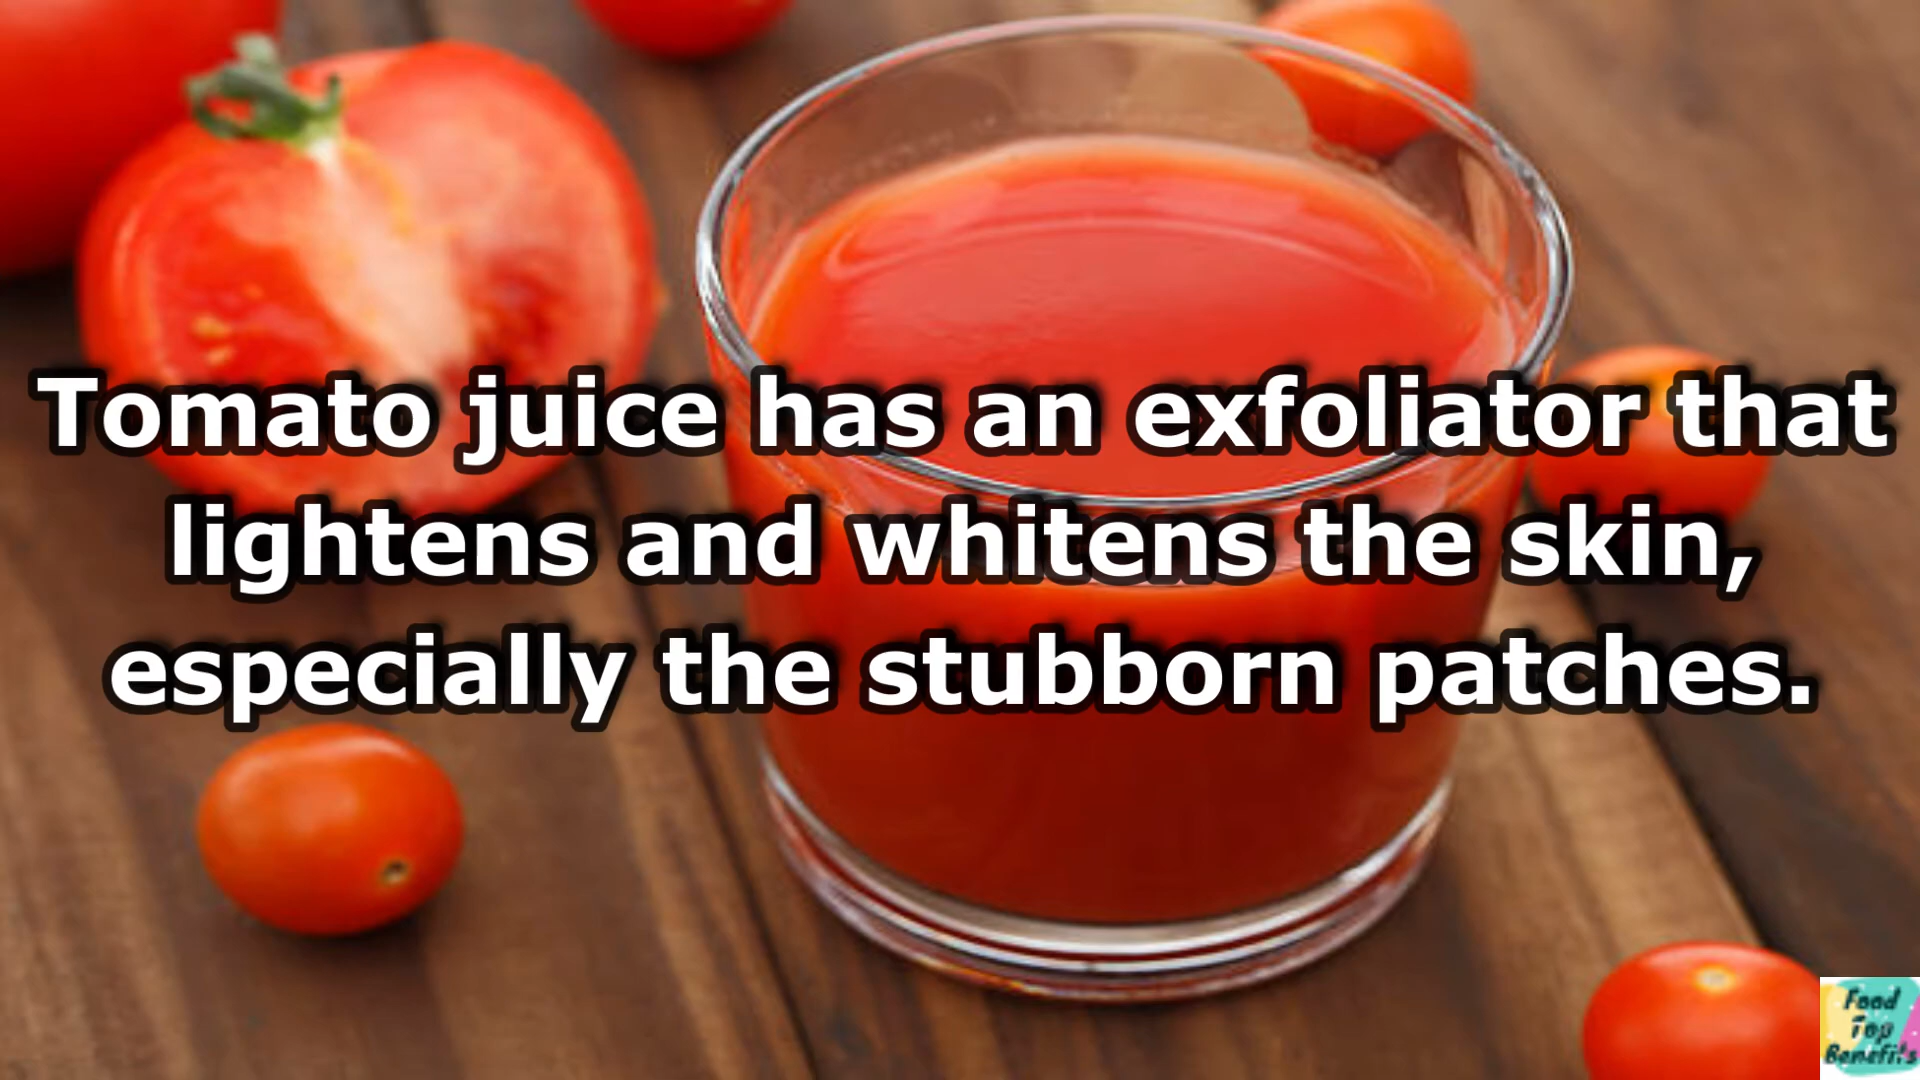 Tomato juice has an exfoliator that
lightens and whitens the skin,
especially the stubborn patches.
Food
Top
Benefits